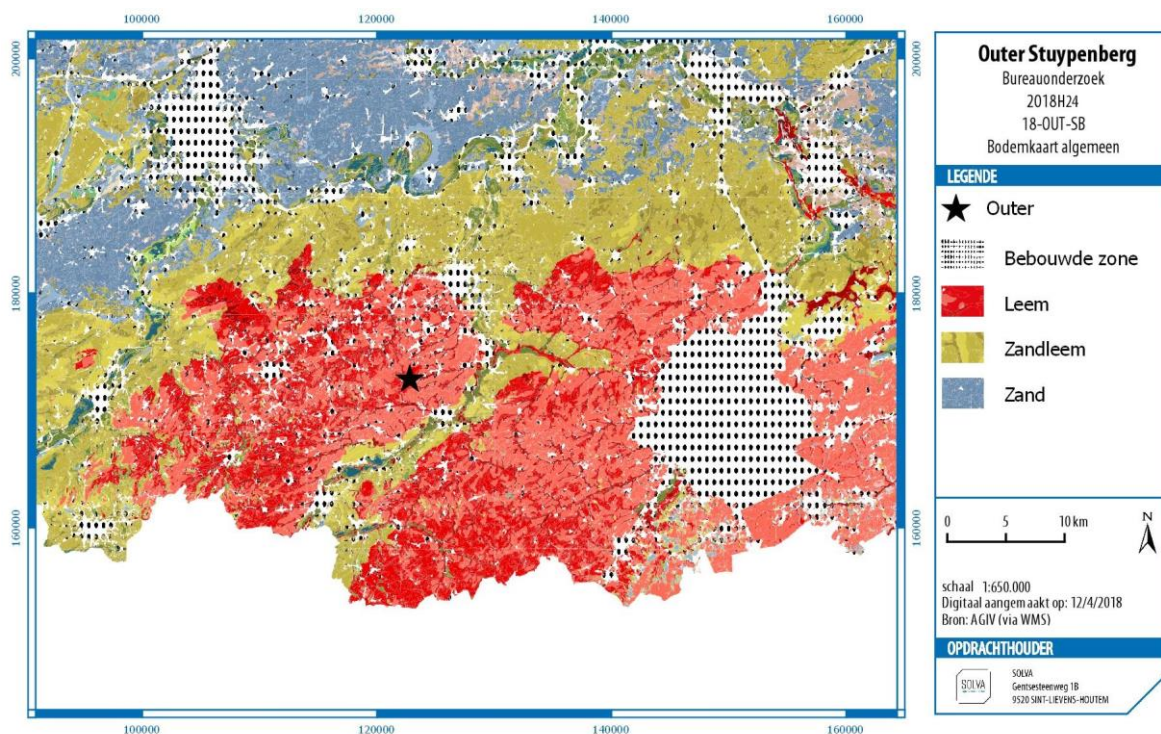 100000 120000 140000 160000
200000 200000
180000 180000
160000 160000
100000 120000 140000 160000
Outer Stuypenberg
Bureauonderzoek
2018H24
18-OUT-SB
Bodemkaart algemeen
LEGENDE
Outer
Bebouwde zone
Leem
Zandleem
Zand
0 5 10 km
N
schaal 1:650.000
Digitaal aangemaakt op: 12/4/2018
Bron: AGIV (via WMS)
OPDRACHTHOUDER
SOLVA
SOLVA
Gentsesteenweg 1B
9520 SINT-LIEVENS-HOUTEM